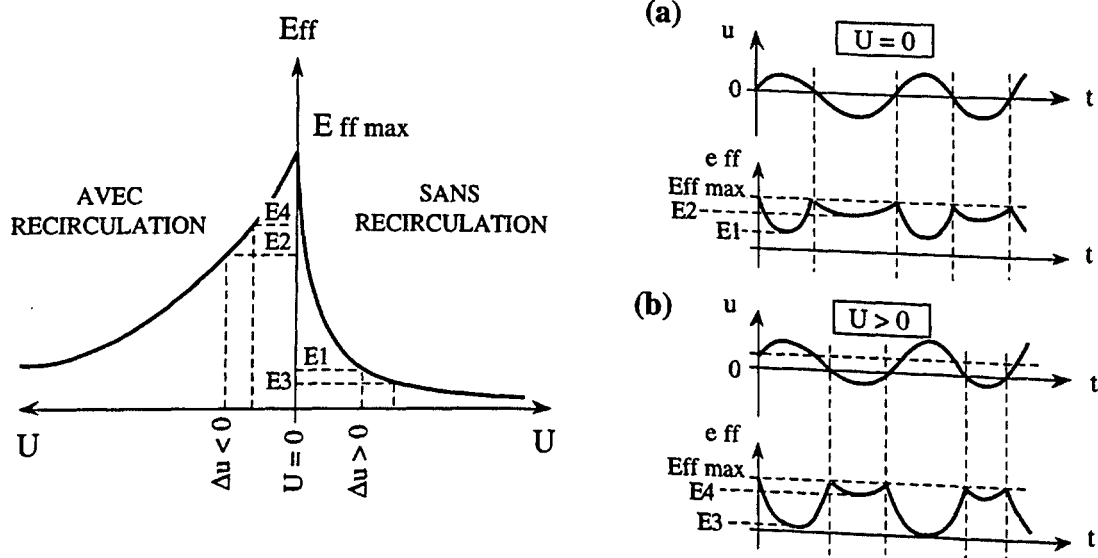 Eff
E ff max
AVEC
RECIRCULATION
SANS
RECIRCULATION
E4
E2
E1
E3
U
Δu < 0
U = 0
Δu > 0
U
(a)
u
U = 0
0
t
e ff
Eff max
E2
E1
t
(b)
u
U > 0
0
t
e ff
Eff max
E4
E3
t